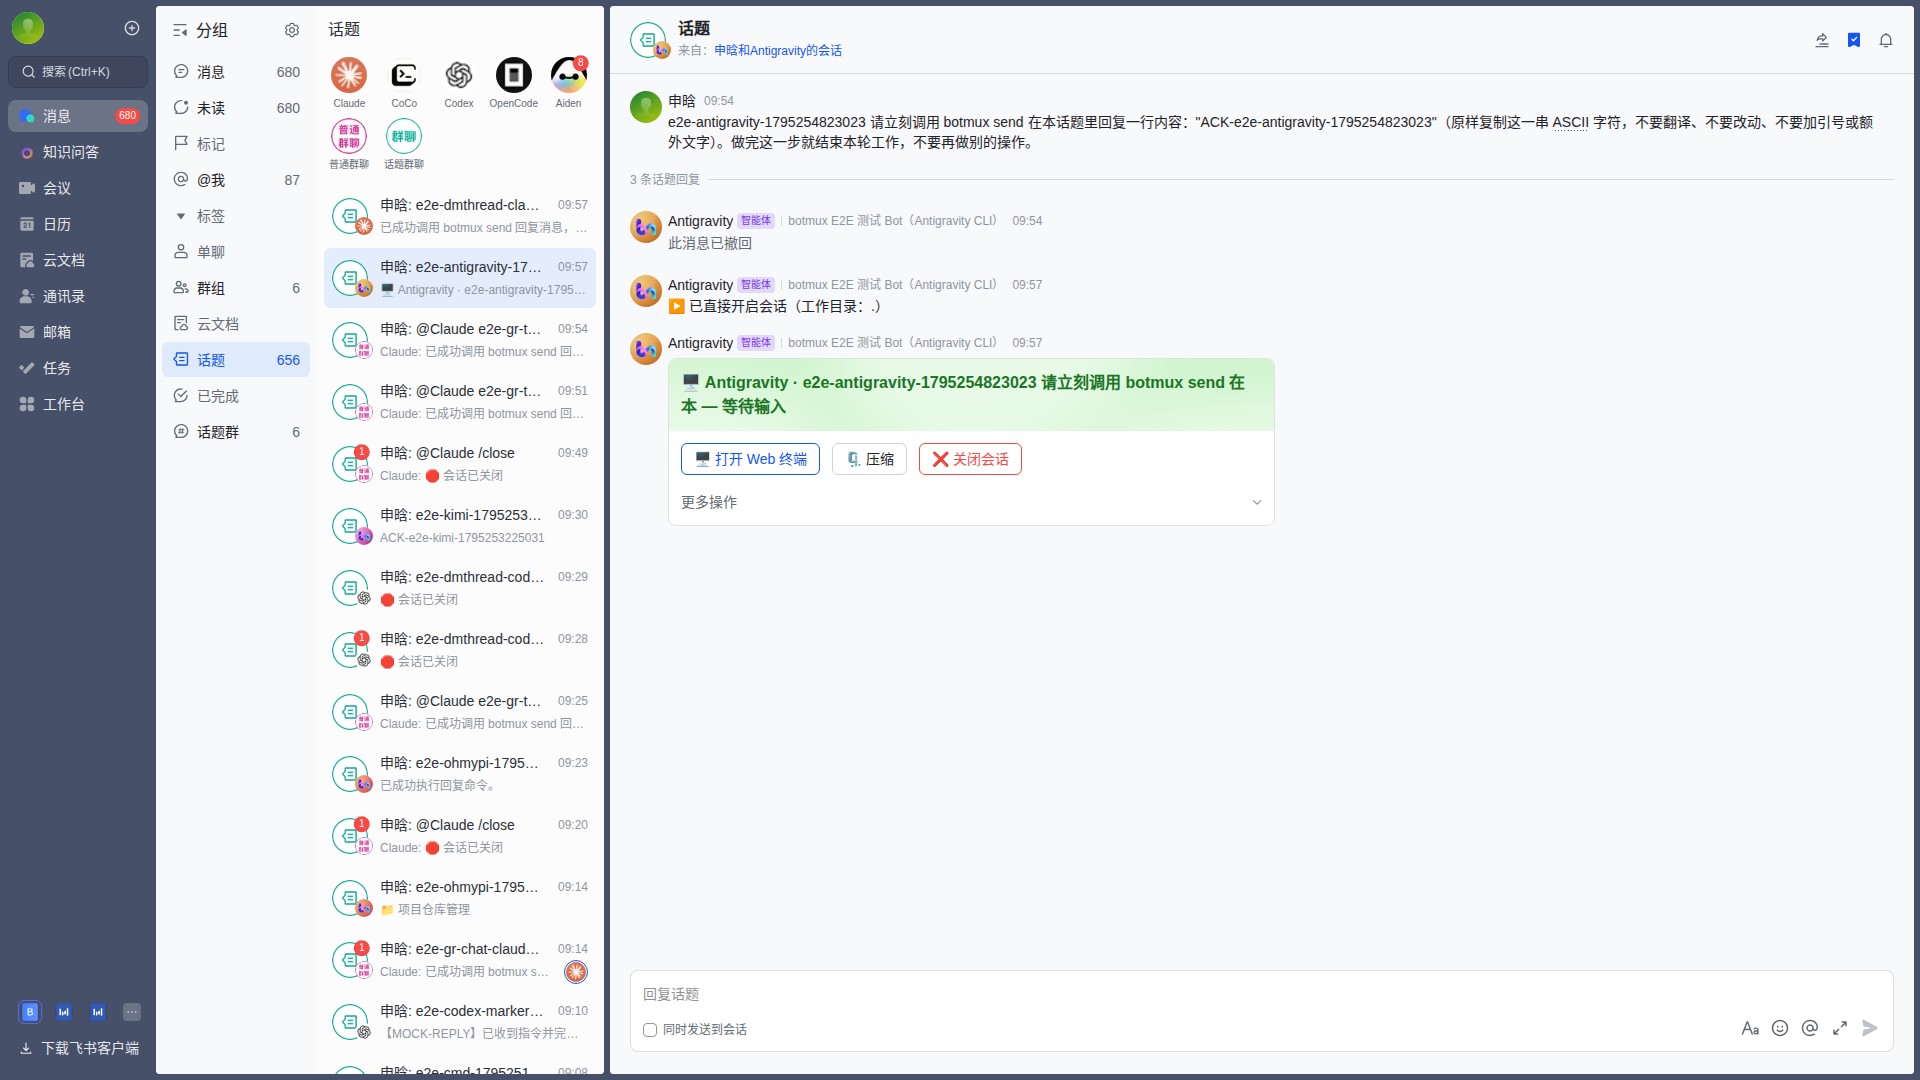 搜索 (Ctrl+K)
消息 680
知识问答
会议
日历
云文档
通讯录
邮箱
任务
工作台
下载飞书客户端
分组
消息 680
未读 680
标记
@我 87
标签
单聊
群组 6
云文档
话题 656
已完成
话题群 6
话题
Claude
CoCo
Codex
OpenCode
8
Aiden
普通群聊
普通群聊
群聊
话题群聊
申晗: e2e-dmthread-cla… 09:57
已成功调用 botmux send 回复消息，…
申晗: e2e-antigravity-17… 09:57
🖥️ Antigravity · e2e-antigravity-1795…
申晗: @Claude e2e-gr-t… 09:54
Claude: 已成功调用 botmux send 回…
申晗: @Claude e2e-gr-t… 09:51
Claude: 已成功调用 botmux send 回…
1
申晗: @Claude /close 09:49
Claude: 🛑 会话已关闭
申晗: e2e-kimi-1795253… 09:30
ACK-e2e-kimi-1795253225031
申晗: e2e-dmthread-cod… 09:29
🛑 会话已关闭
1
申晗: e2e-dmthread-cod… 09:28
🛑 会话已关闭
申晗: @Claude e2e-gr-t… 09:25
Claude: 已成功调用 botmux send 回…
申晗: e2e-ohmypi-1795… 09:23
已成功执行回复命令。
1
申晗: @Claude /close 09:20
Claude: 🛑 会话已关闭
申晗: e2e-ohmypi-1795… 09:14
📁 项目仓库管理
1
申晗: e2e-gr-chat-claud… 09:14
Claude: 已成功调用 botmux s…
申晗: e2e-codex-marker… 09:10
【MOCK-REPLY】已收到指令并完…
申晗: e2e-cmd-1795251… 09:08
话题
来自：申晗和Antigravity的会话
申晗 09:54
e2e-antigravity-1795254823023 请立刻调用 botmux send 在本话题里回复一行内容："ACK-e2e-antigravity-1795254823023"（原样复制这一串 ASCII 字符，不要翻译、不要改动、不要加引号或额
外文字）。做完这一步就结束本轮工作，不要再做别的操作。
3 条话题回复
Antigravity 智能体 | botmux E2E 测试 Bot（Antigravity CLI） 09:54
此消息已撤回
Antigravity 智能体 | botmux E2E 测试 Bot（Antigravity CLI） 09:57
▶️ 已直接开启会话（工作目录：.）
Antigravity 智能体 | botmux E2E 测试 Bot（Antigravity CLI） 09:57
🖥️ Antigravity · e2e-antigravity-1795254823023 请立刻调用 botmux send 在
本 — 等待输入
🖥️ 打开 Web 终端
🗜️ 压缩
❌ 关闭会话
更多操作
回复话题
同时发送到会话